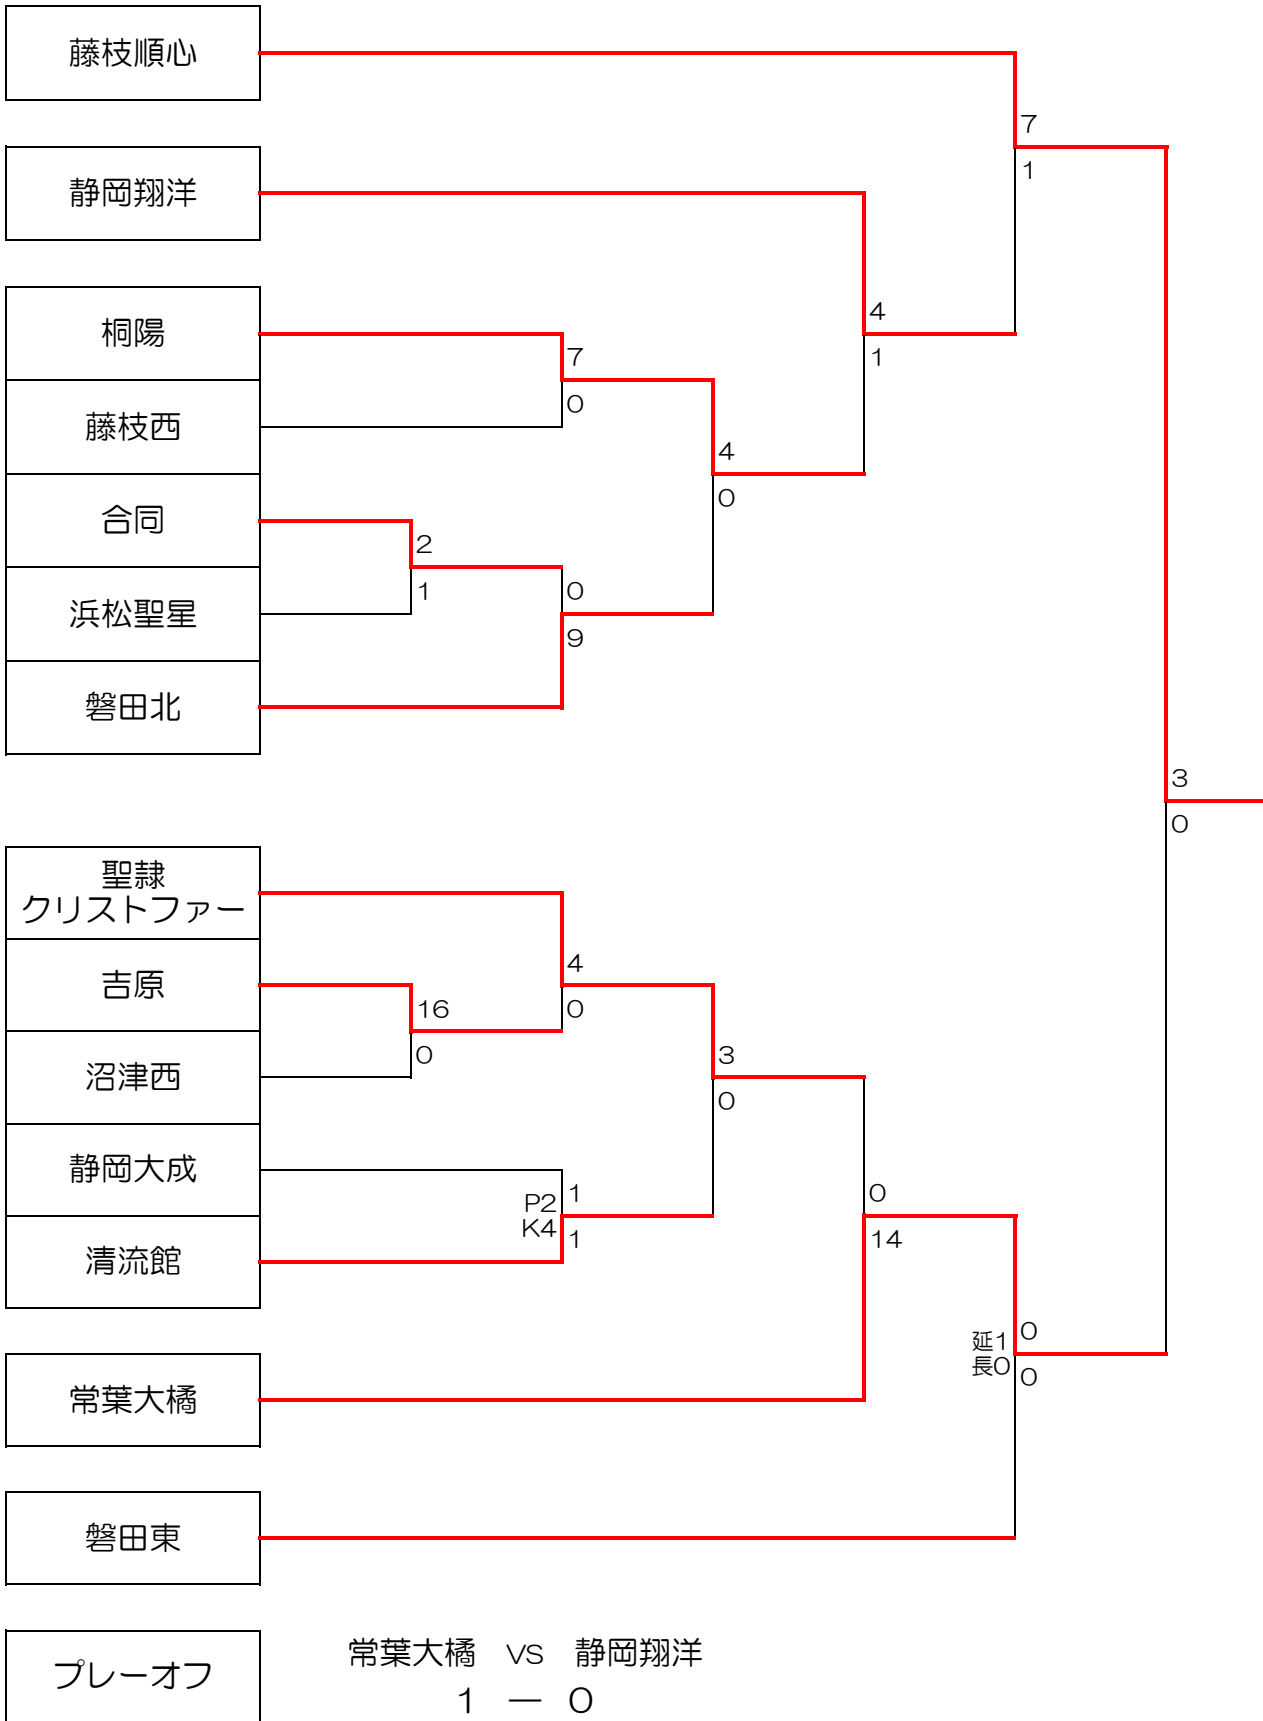 藤枝順心
7
1
静岡翔洋
4
1
桐陽
7
0
藤枝西
4
0
合同
2
1
浜松聖星
0
9
磐田北
3
0
聖隷
クリストファー
4
0
吉原
16
0
沼津西
3
0
静岡大成
P2
K4
1
1
清流館
0
14
延1
長0
0
0
常葉大橘
磐田東
プレーオフ
常葉大橘 VS 静岡翔洋
1 — 0